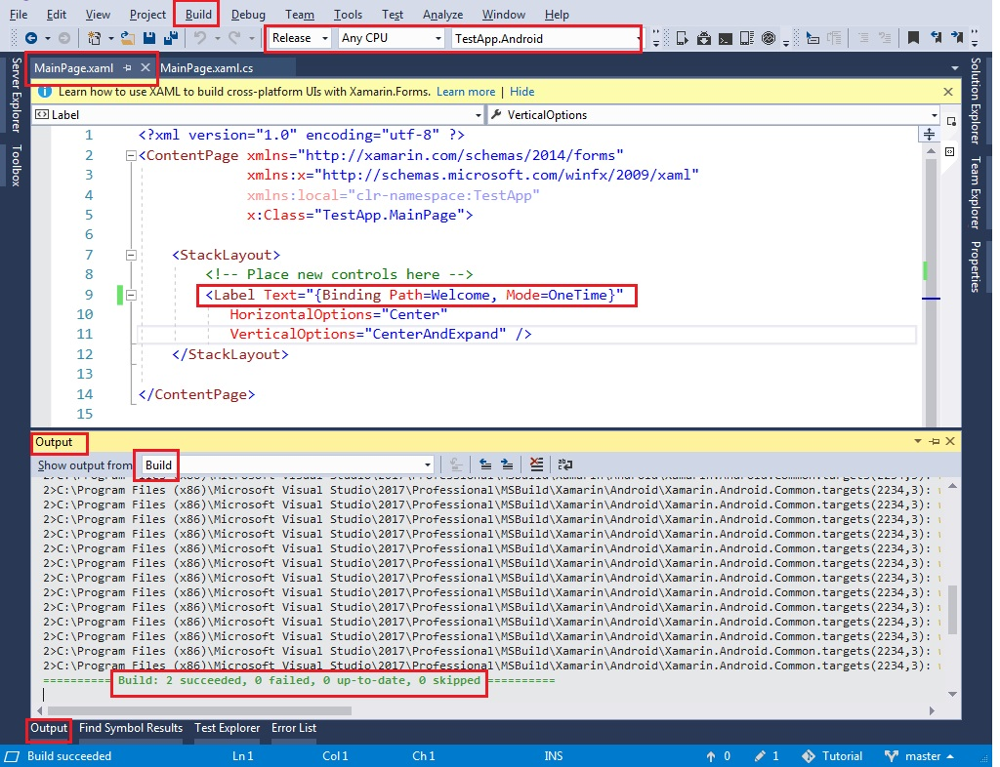 File Edit View Project Build Debug Team Tools Test Analyze Window Help
Release Any CPU TestApp.Android
MainPage.xaml MainPage.xaml.cs
Learn how to use XAML to build cross-platform UIs with Xamarin.Forms. Learn more | Hide
Label VerticalOptions
Server Explorer
Toolbox
Solution Explorer
Team Explorer
Properties
1 <?xml version="1.0" encoding="utf-8" ?>
2 <ContentPage xmlns="http://xamarin.com/schemas/2014/forms"
3 xmlns:x="http://schemas.microsoft.com/winfx/2009/xaml"
4 xmlns:local="clr-namespace:TestApp"
5 x:Class="TestApp.MainPage">
6
7 <StackLayout>
8 <!-- Place new controls here -->
9 <Label Text="{Binding Path=Welcome, Mode=OneTime}"
10 HorizontalOptions="Center"
11 VerticalOptions="CenterAndExpand" />
12 </StackLayout>
13
14 </ContentPage>
15
Output
Show output from Build
2>C:\Program Files (x86)\Microsoft Visual Studio\2017\Professional\MSBuild\Xamarin\Android\Xamarin.Android.Common.targets(2234,3):
2>C:\Program Files (x86)\Microsoft Visual Studio\2017\Professional\MSBuild\Xamarin\Android\Xamarin.Android.Common.targets(2234,3):
2>C:\Program Files (x86)\Microsoft Visual Studio\2017\Professional\MSBuild\Xamarin\Android\Xamarin.Android.Common.targets(2234,3):
2>C:\Program Files (x86)\Microsoft Visual Studio\2017\Professional\MSBuild\Xamarin\Android\Xamarin.Android.Common.targets(2234,3):
2>C:\Program Files (x86)\Microsoft Visual Studio\2017\Professional\MSBuild\Xamarin\Android\Xamarin.Android.Common.targets(2234,3):
2>C:\Program Files (x86)\Microsoft Visual Studio\2017\Professional\MSBuild\Xamarin\Android\Xamarin.Android.Common.targets(2234,3):
2>C:\Program Files (x86)\Microsoft Visual Studio\2017\Professional\MSBuild\Xamarin\Android\Xamarin.Android.Common.targets(2234,3):
2>C:\Program Files (x86)\Microsoft Visual Studio\2017\Professional\MSBuild\Xamarin\Android\Xamarin.Android.Common.targets(2234,3):
2>C:\Program Files (x86)\Microsoft Visual Studio\2017\Professional\MSBuild\Xamarin\Android\Xamarin.Android.Common.targets(2234,3):
2>C:\Program Files (x86)\Microsoft Visual Studio\2017\Professional\MSBuild\Xamarin\Android\Xamarin.Android.Common.targets(2234,3):
2>C:\Program Files (x86)\Microsoft Visual Studio\2017\Professional\MSBuild\Xamarin\Android\Xamarin.Android.Common.targets(2234,3):
2>C:\Program Files (x86)\Microsoft Visual Studio\2017\Professional\MSBuild\Xamarin\Android\Xamarin.Android.Common.targets(2234,3):
2>C:\Program Files (x86)\Microsoft Visual Studio\2017\Professional\MSBuild\Xamarin\Android\Xamarin.Android.Common.targets(2234,3):
2>C:\Program Files (x86)\Microsoft Visual Studio\2017\Professional\MSBuild\Xamarin\Android\Xamarin.Android.Common.targets(2234,3):
========== Build: 2 succeeded, 0 failed, 0 up-to-date, 0 skipped ==========
Output Find Symbol Results Test Explorer Error List
Build succeeded Ln 1 Col 1 Ch 1 INS 0 1 Tutorial master